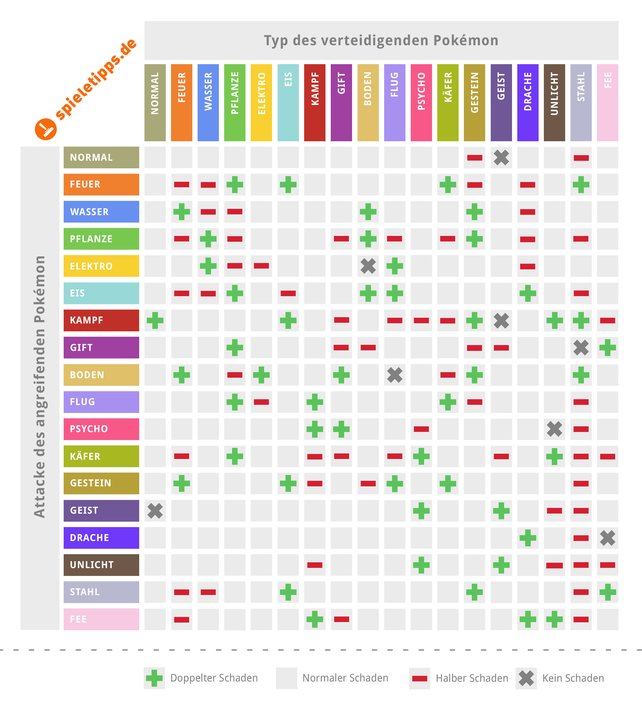 spieletipps.de
Typ des verteidigenden Pokémon
NORMAL
FEUER
WASSER
PFLANZE
ELEKTRO
EIS
KAMPF
GIFT
BODEN
FLUG
PSYCHO
KÄFER
GESTEIN
GEIST
DRACHE
UNLICHT
STAHL
FEE
Attacke des angreifenden Pokémon
NORMAL
FEUER
WASSER
PFLANZE
ELEKTRO
EIS
KAMPF
GIFT
BODEN
FLUG
PSYCHO
KÄFER
GESTEIN
GEIST
DRACHE
UNLICHT
STAHL
FEE
Doppelter Schaden
Normaler Schaden
Halber Schaden
Kein Schaden